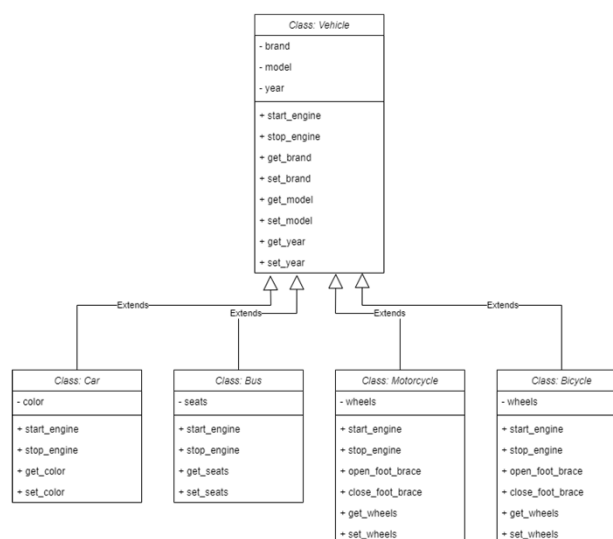 Class: Vehicle
- brand
- model
- year
+ start_engine
+ stop_engine
+ get_brand
+ set_brand
+ get_model
+ set_model
+ get_year
+ set_year
Extends
Extends
Extends
Extends
Class: Car
- color
+ start_engine
+ stop_engine
+ get_color
+ set_color
Class: Bus
- seats
+ start_engine
+ stop_engine
+ get_seats
+ set_seats
Class: Motorcycle
- wheels
+ start_engine
+ stop_engine
+ open_foot_brace
+ close_foot_brace
+ get_wheels
+ set_wheels
Class: Bicycle
- wheels
+ start_engine
+ stop_engine
+ open_foot_brace
+ close_foot_brace
+ get_wheels
+ set_wheels